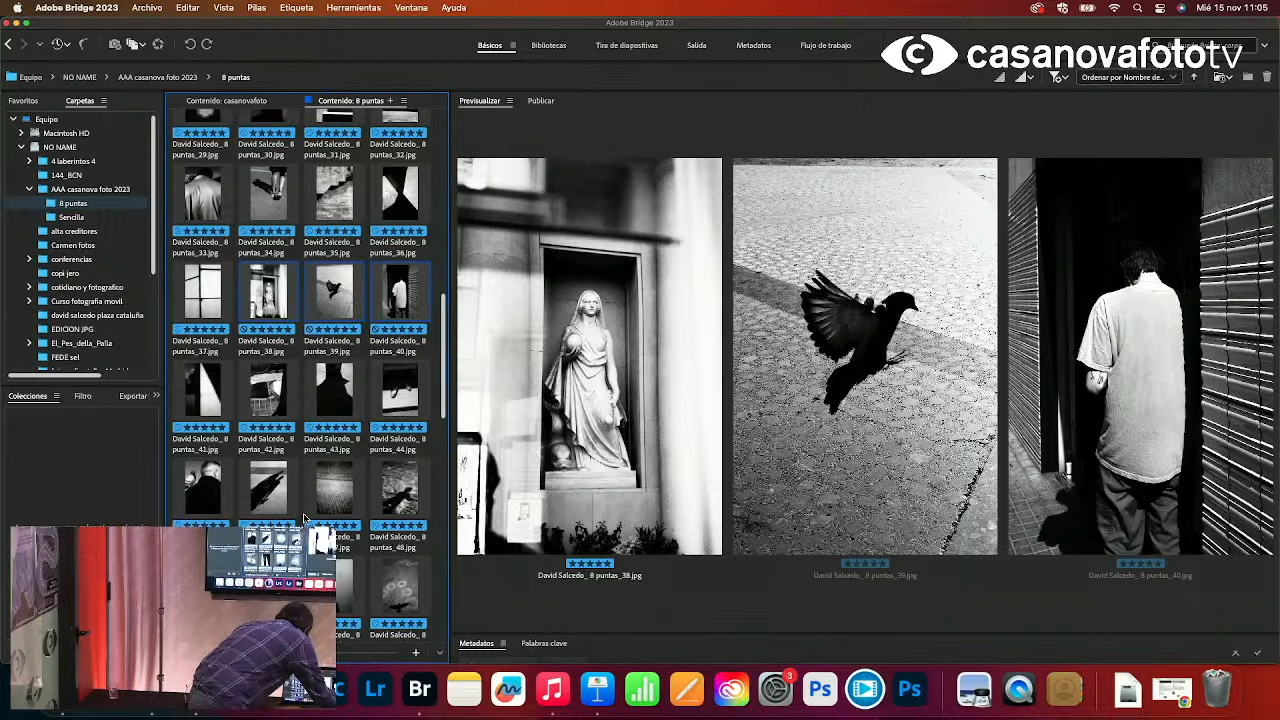 Adobe Bridge 2023 Archivo Editar Vista Pilas Etiqueta Herramientas Ventana Ayuda
Mié 15 nov 11:05
Adobe Bridge 2023
Básicos Bibliotecas Tira de diapositivas Salida Metadatos Flujo de trabajo
casanovafototv
Equipo NO NAME AAA casanova foto 2023 8 puntas
Ordenar por Nombre de...
Favoritos Carpetas
Equipo
Macintosh HD
NO NAME
4 laberintos 4
144_BCN
AAA casanova foto 2023
8 puntas
Sencilla
alta creditores
Carmen fotos
conferencias
copi jero
cotidiano y fotografico
Curso fotografia movil
david salcedo plaza cataluña
EDICION JPG
El_Pes_della_Palla
FEDE sel
Colecciones Filtro Exportar
Contenido: casanovafoto Contenido: 8 puntas
David Salcedo_ 8 puntas_29.jpg
David Salcedo_ 8 puntas_30.jpg
David Salcedo_ 8 puntas_31.jpg
David Salcedo_ 8 puntas_32.jpg
David Salcedo_ 8 puntas_33.jpg
David Salcedo_ 8 puntas_34.jpg
David Salcedo_ 8 puntas_35.jpg
David Salcedo_ 8 puntas_36.jpg
David Salcedo_ 8 puntas_37.jpg
David Salcedo_ 8 puntas_38.jpg
David Salcedo_ 8 puntas_39.jpg
David Salcedo_ 8 puntas_40.jpg
David Salcedo_ 8 puntas_41.jpg
David Salcedo_ 8 puntas_42.jpg
David Salcedo_ 8 puntas_43.jpg
David Salcedo_ 8 puntas_44.jpg
David Salcedo_ 8
puntas_48.jpg
David Salcedo_ 8
Previsualizar Publicar
David Salcedo_ 8 puntas_38.jpg
David Salcedo_ 8 puntas_39.jpg
David Salcedo_ 8 puntas_40.jpg
Metadatos Palabras clave
C Lr Br Ps Ps
3